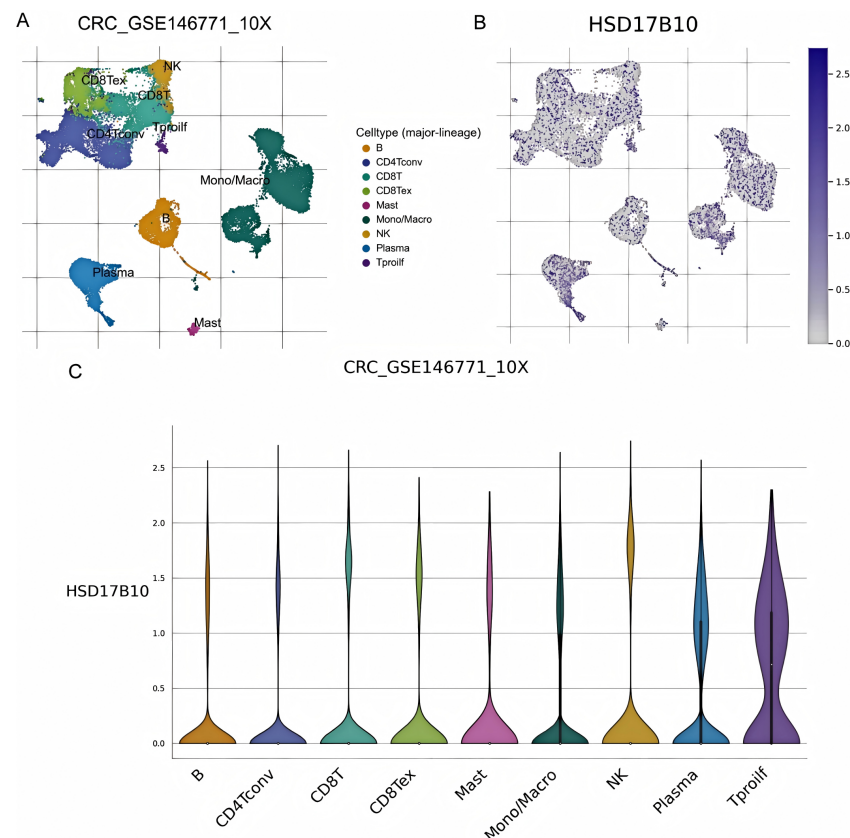 A
CRC_GSE146771_10X
NK
CD8Tex
CD8T
Tproilf
CD4Tconv
Mono/Macro
B
Plasma
Mast
Celltype (major-lineage)
B
CD4Tconv
CD8T
CD8Tex
Mast
Mono/Macro
NK
Plasma
Tproilf
B
HSD17B10
2.5
2.0
1.5
1.0
0.5
0.0
C
CRC_GSE146771_10X
HSD17B10
2.5
2.0
1.5
1.0
0.5
0.0
B
CD4Tconv
CD8T
CD8Tex
Mast
Mono/Macro
NK
Plasma
Tproilf